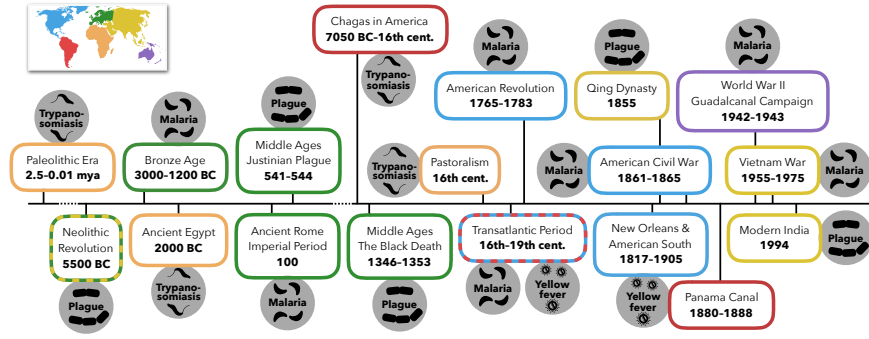 Chagas in America
7050 BC-16th cent.
Trypano-
somiasis
Malaria
American Revolution
1765-1783
Plague
Qing Dynasty
1855
Malaria
World War II
Guadalcanal Campaign
1942-1943
Trypano-
somiasis
Paleolithic Era
2.5-0.01 mya
Malaria
Bronze Age
3000-1200 BC
Plague
Middle Ages
Justinian Plague
541-544
Trypano-
somiasis
Pastoralism
16th cent.
Malaria
American Civil War
1861-1865
Vietnam War
1955-1975
Malaria
Neolithic
Revolution
5500 BC
Plague
Ancient Egypt
2000 BC
Trypano-
somiasis
Ancient Rome
Imperial Period
100
Malaria
Middle Ages
The Black Death
1346-1353
Plague
Transatlantic Period
16th-19th cent.
Malaria
Yellow
fever
New Orleans &
American South
1817-1905
Yellow
fever
Panama Canal
1880-1888
Modern India
1994
Plague